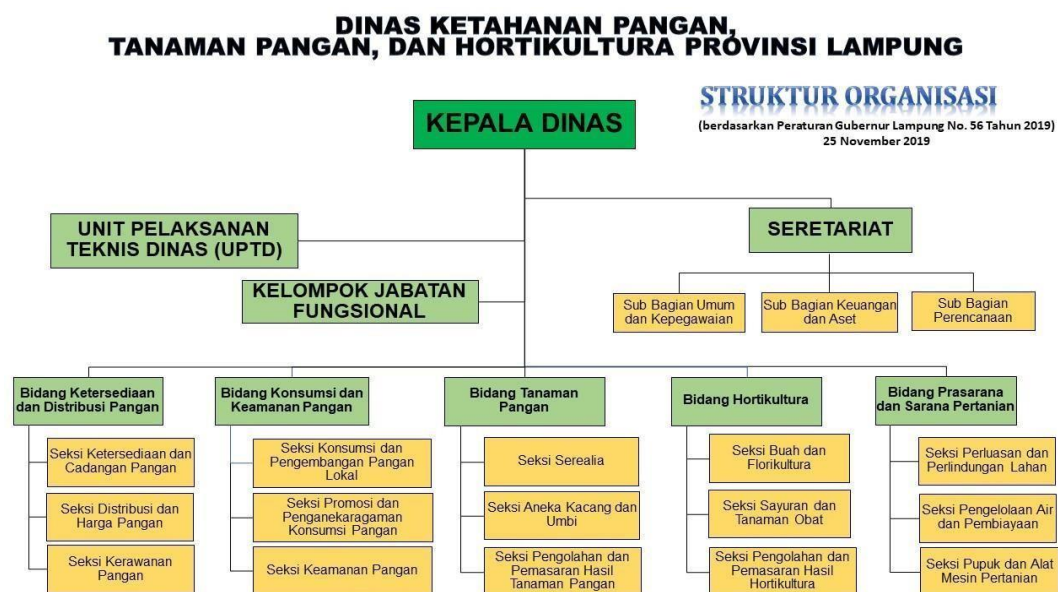 DINAS KETAHANAN PANGAN,
TANAMAN PANGAN, DAN HORTIKULTURA PROVINSI LAMPUNG
STRUKTUR ORGANISASI
(berdasarkan Peraturan Gubernur Lampung No. 56 Tahun 2019)
25 November 2019
KEPALA DINAS
UNIT PELAKSANAN
TEKNIS DINAS (UPTD)
SERETARIAT
KELOMPOK JABATAN
FUNGSIONAL
Sub Bagian Umum
dan Kepegawaian
Sub Bagian Keuangan
dan Aset
Sub Bagian
Perencanaan
Bidang Ketersediaan
dan Distribusi Pangan
Bidang Konsumsi dan
Keamanan Pangan
Bidang Tanaman
Pangan
Bidang Hortikultura
Bidang Prasarana
dan Sarana Pertanian
Seksi Ketersediaan dan
Cadangan Pangan
Seksi Distribusi dan
Harga Pangan
Seksi Kerawanan
Pangan
Seksi Konsumsi dan
Pengembangan Pangan
Lokal
Seksi Promosi dan
Penganekaragaman
Konsumsi Pangan
Seksi Keamanan Pangan
Seksi Serealia
Seksi Aneka Kacang dan
Umbi
Seksi Pengolahan dan
Pemasaran Hasil
Tanaman Pangan
Seksi Buah dan
Florikultura
Seksi Sayuran dan
Tanaman Obat
Seksi Pengolahan dan
Pemasaran Hasil
Hortikultura
Seksi Perluasan dan
Perlindungan Lahan
Seksi Pengelolaan Air
dan Pembiayaan
Seksi Pupuk dan Alat
Mesin Pertanian